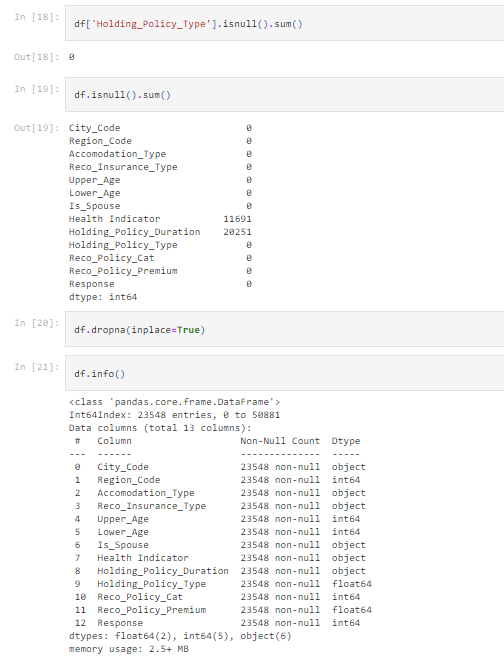 In [18]: df['Holding_Policy_Type'].isnull().sum()
Out[18]: 0
In [19]: df.isnull().sum()
Out[19]: City_Code 0
Region_Code 0
Accomodation_Type 0
Reco_Insurance_Type 0
Upper_Age 0
Lower_Age 0
Is_Spouse 0
Health Indicator 11691
Holding_Policy_Duration 20251
Holding_Policy_Type 0
Reco_Policy_Cat 0
Reco_Policy_Premium 0
Response 0
dtype: int64
In [20]: df.dropna(inplace=True)
In [21]: df.info()
<class 'pandas.core.frame.DataFrame'>
Int64Index: 23548 entries, 0 to 50881
Data columns (total 13 columns):
# Column Non-Null Count Dtype
--- ------ -------------- -----
0 City_Code 23548 non-null object
1 Region_Code 23548 non-null int64
2 Accomodation_Type 23548 non-null object
3 Reco_Insurance_Type 23548 non-null object
4 Upper_Age 23548 non-null int64
5 Lower_Age 23548 non-null int64
6 Is_Spouse 23548 non-null object
7 Health Indicator 23548 non-null object
8 Holding_Policy_Duration 23548 non-null object
9 Holding_Policy_Type 23548 non-null float64
10 Reco_Policy_Cat 23548 non-null int64
11 Reco_Policy_Premium 23548 non-null float64
12 Response 23548 non-null int64
dtypes: float64(2), int64(5), object(6)
memory usage: 2.5+ MB